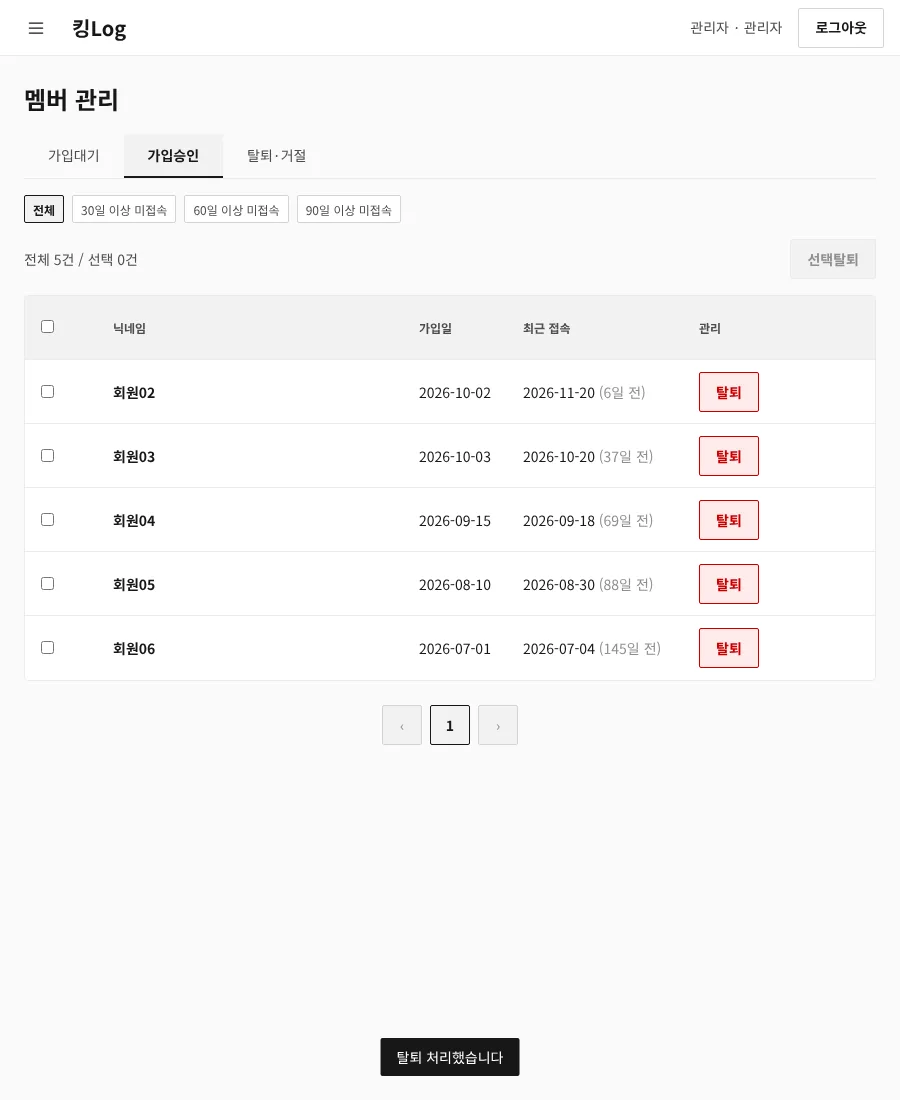 킹Log
관리자 · 관리자
로그아웃
멤버 관리
가입대기 가입승인 탈퇴·거절
전체 30일 이상 미접속 60일 이상 미접속 90일 이상 미접속
전체 5건 / 선택 0건
선택탈퇴
닉네임 가입일 최근 접속 관리
회원02 2026-10-02 2026-11-20 (6일 전) 탈퇴
회원03 2026-10-03 2026-10-20 (37일 전) 탈퇴
회원04 2026-09-15 2026-09-18 (69일 전) 탈퇴
회원05 2026-08-10 2026-08-30 (88일 전) 탈퇴
회원06 2026-07-01 2026-07-04 (145일 전) 탈퇴
‹ 1 ›
탈퇴 처리했습니다